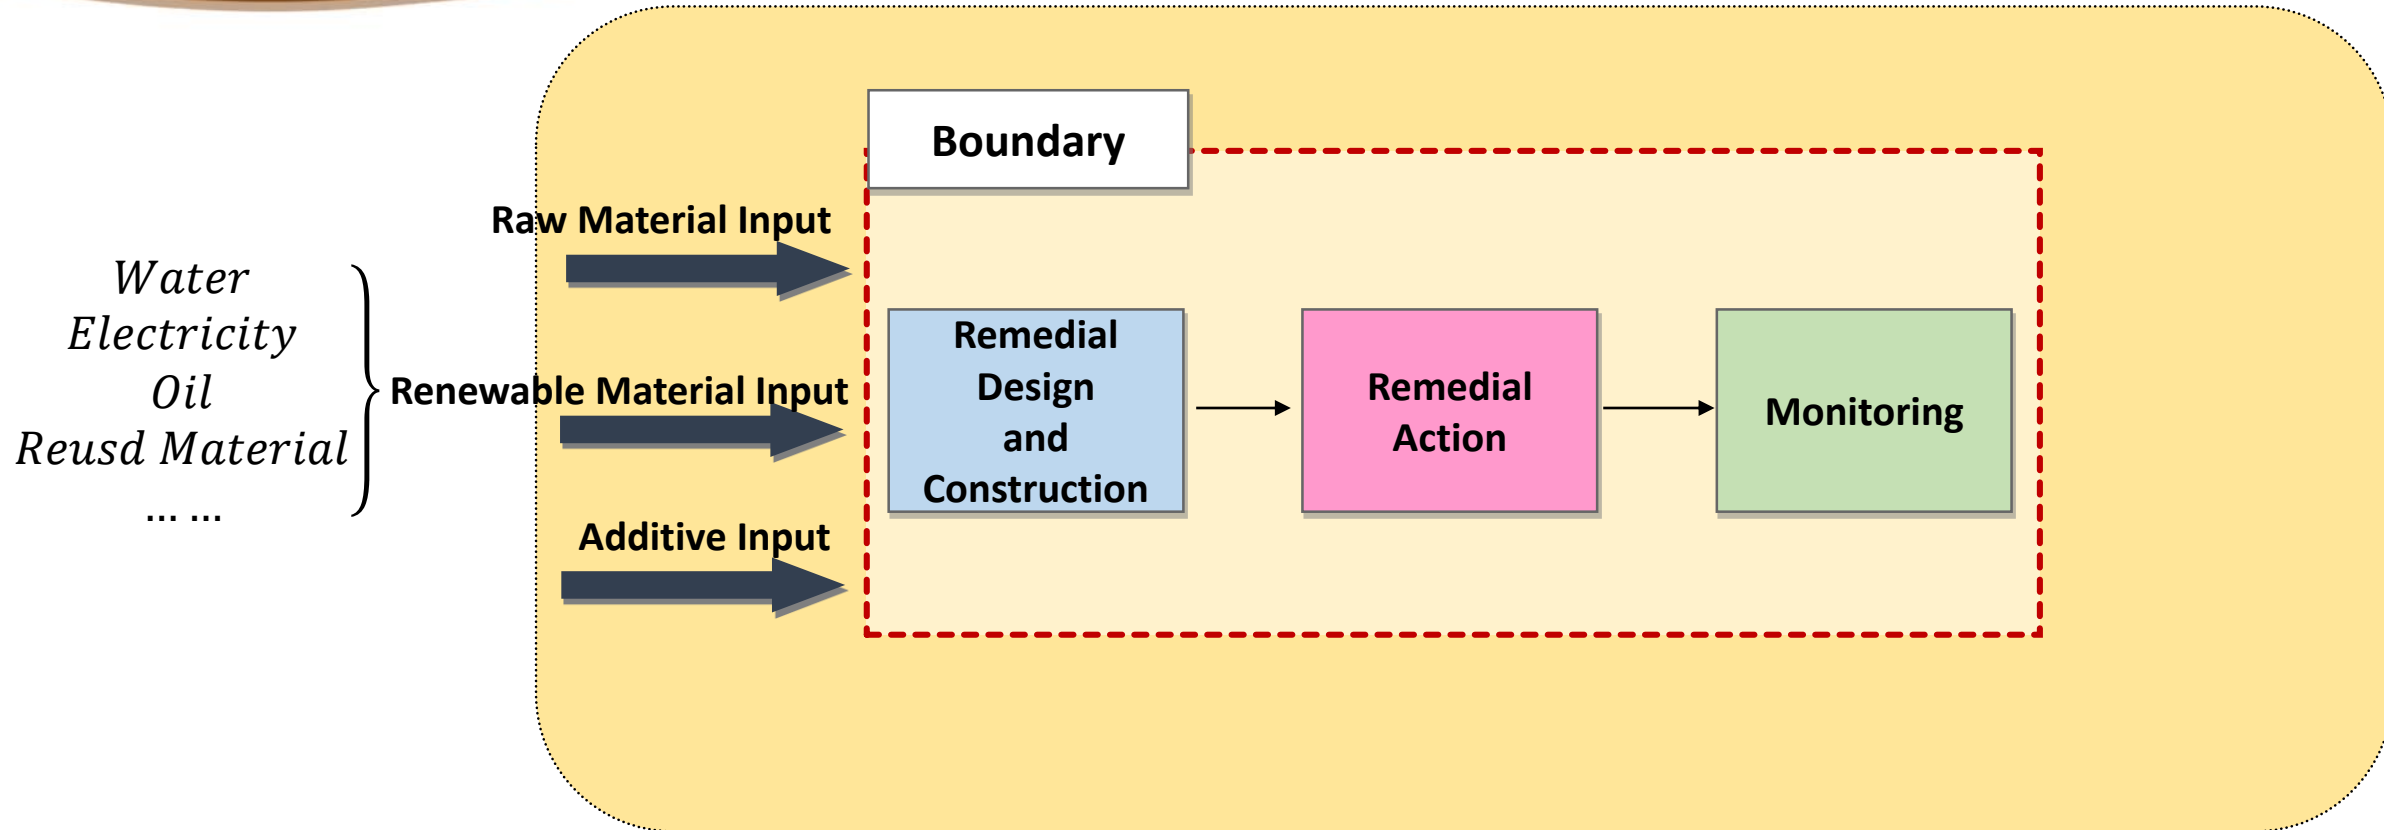 Boundary
Raw Material Input
Water
Electricity
Oil
Reusd Material
... ...
Renewable Material Input
Additive Input
Remedial
Design
and
Construction
Remedial
Action
Monitoring